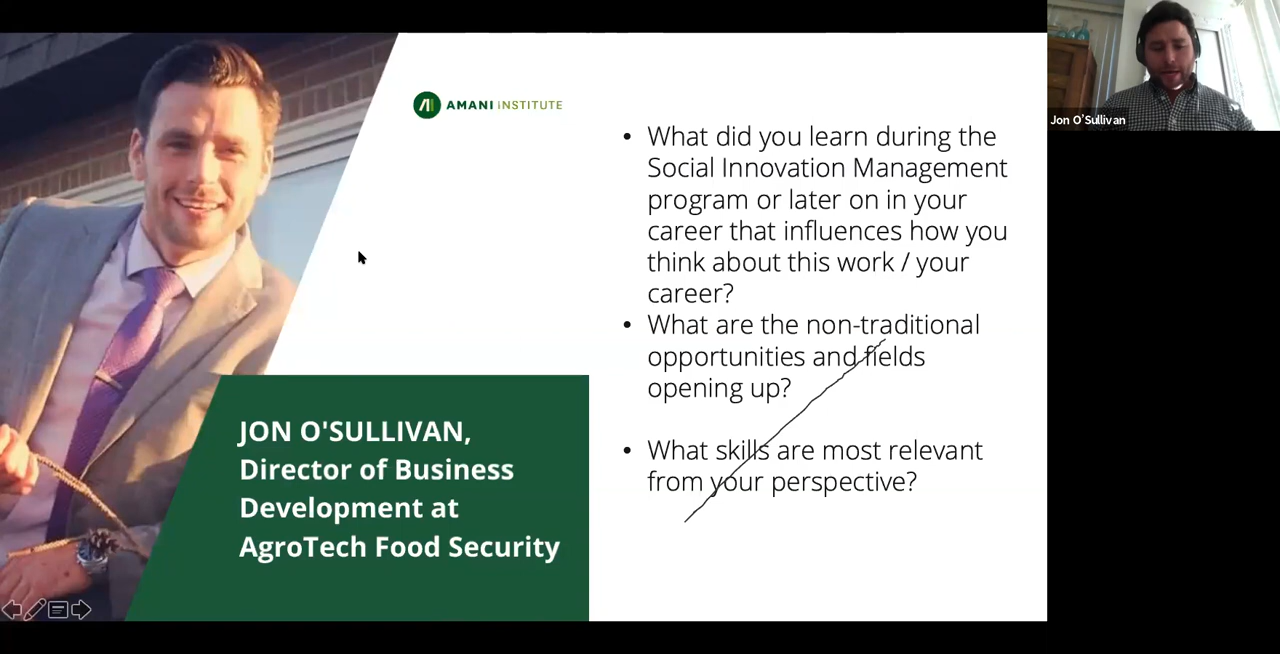 AMANI INSTITUTE
• What did you learn during the
Social Innovation Management
program or later on in your
career that influences how you
think about this work / your
career?
• What are the non-traditional
opportunities and fields
opening up?
• What skills are most relevant
from your perspective?
JON O'SULLIVAN,
Director of Business
Development at
AgroTech Food Security
Jon O'Sullivan